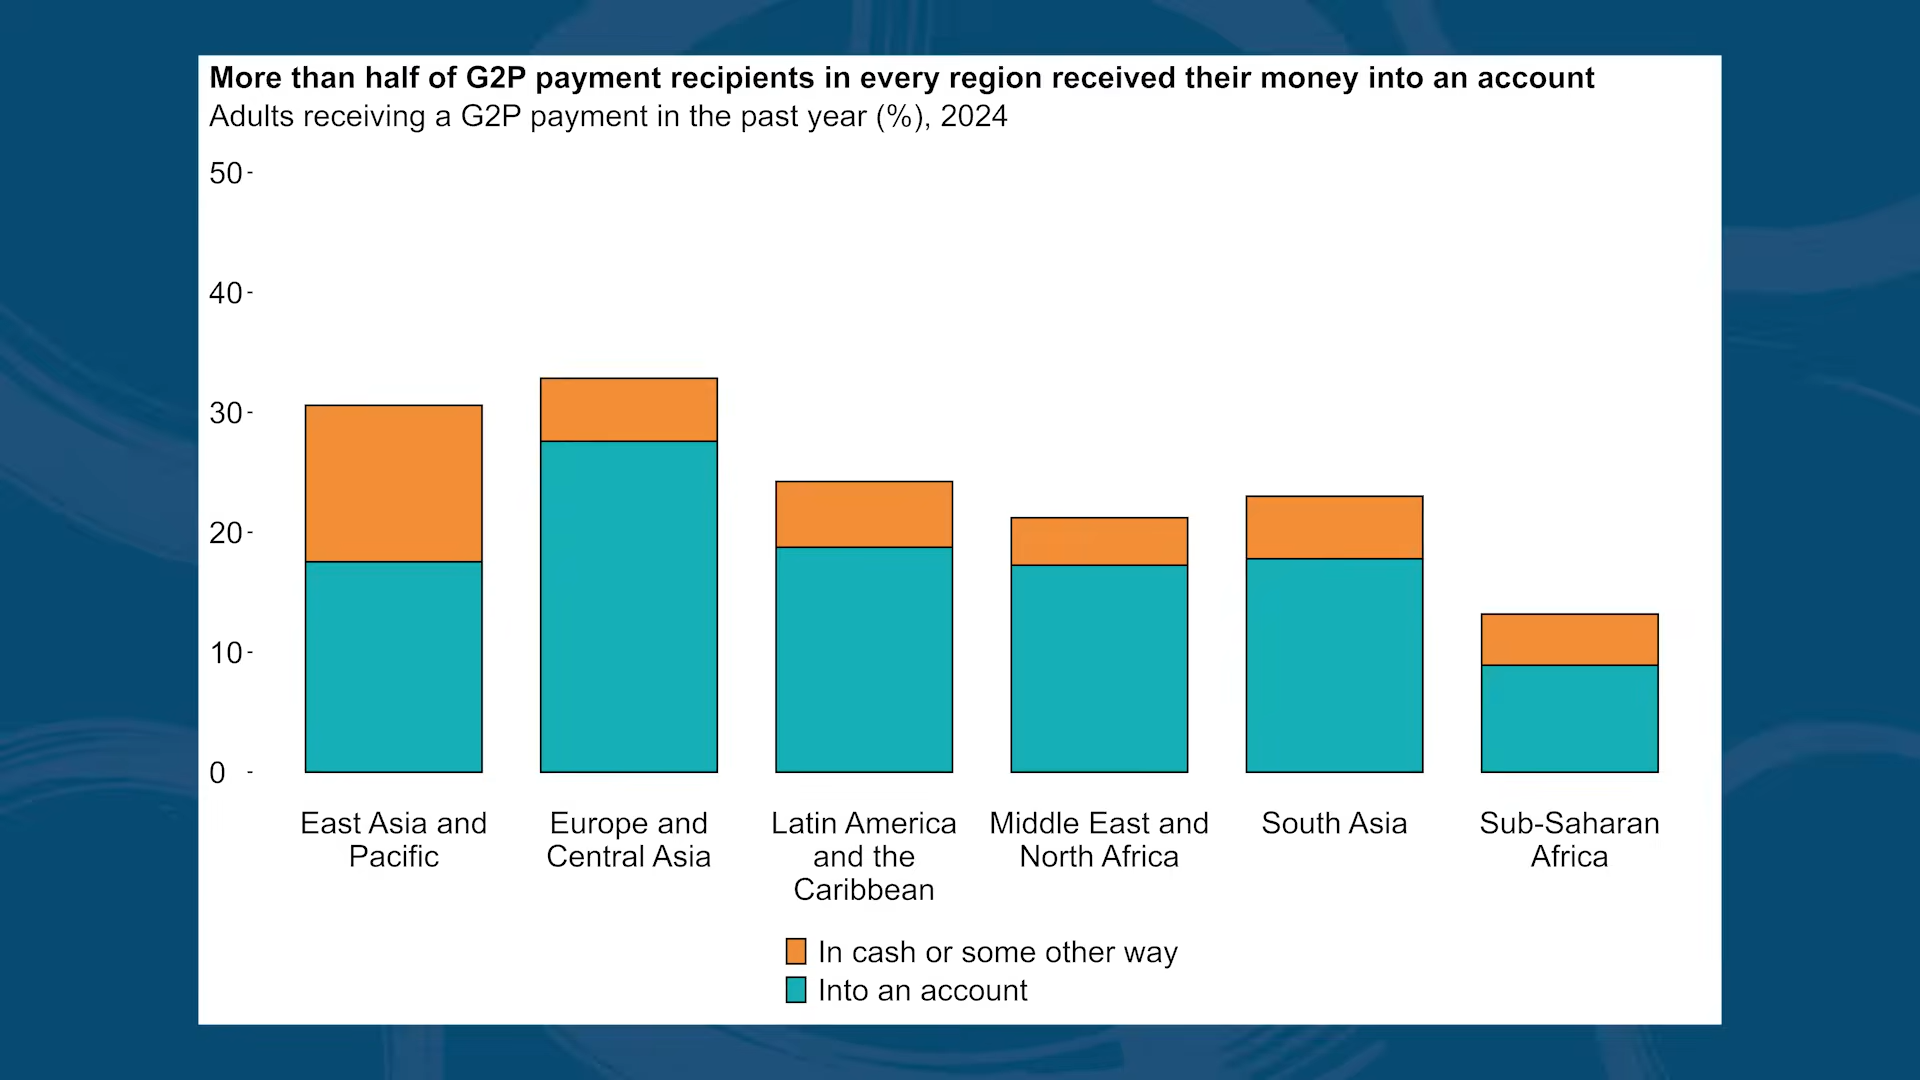 More than half of G2P payment recipients in every region received their money into an account
Adults receiving a G2P payment in the past year (%), 2024
50
40
30
20
10
0
East Asia and
Pacific
Europe and
Central Asia
Latin America
and the
Caribbean
Middle East and
North Africa
South Asia
Sub-Saharan
Africa
In cash or some other way
Into an account